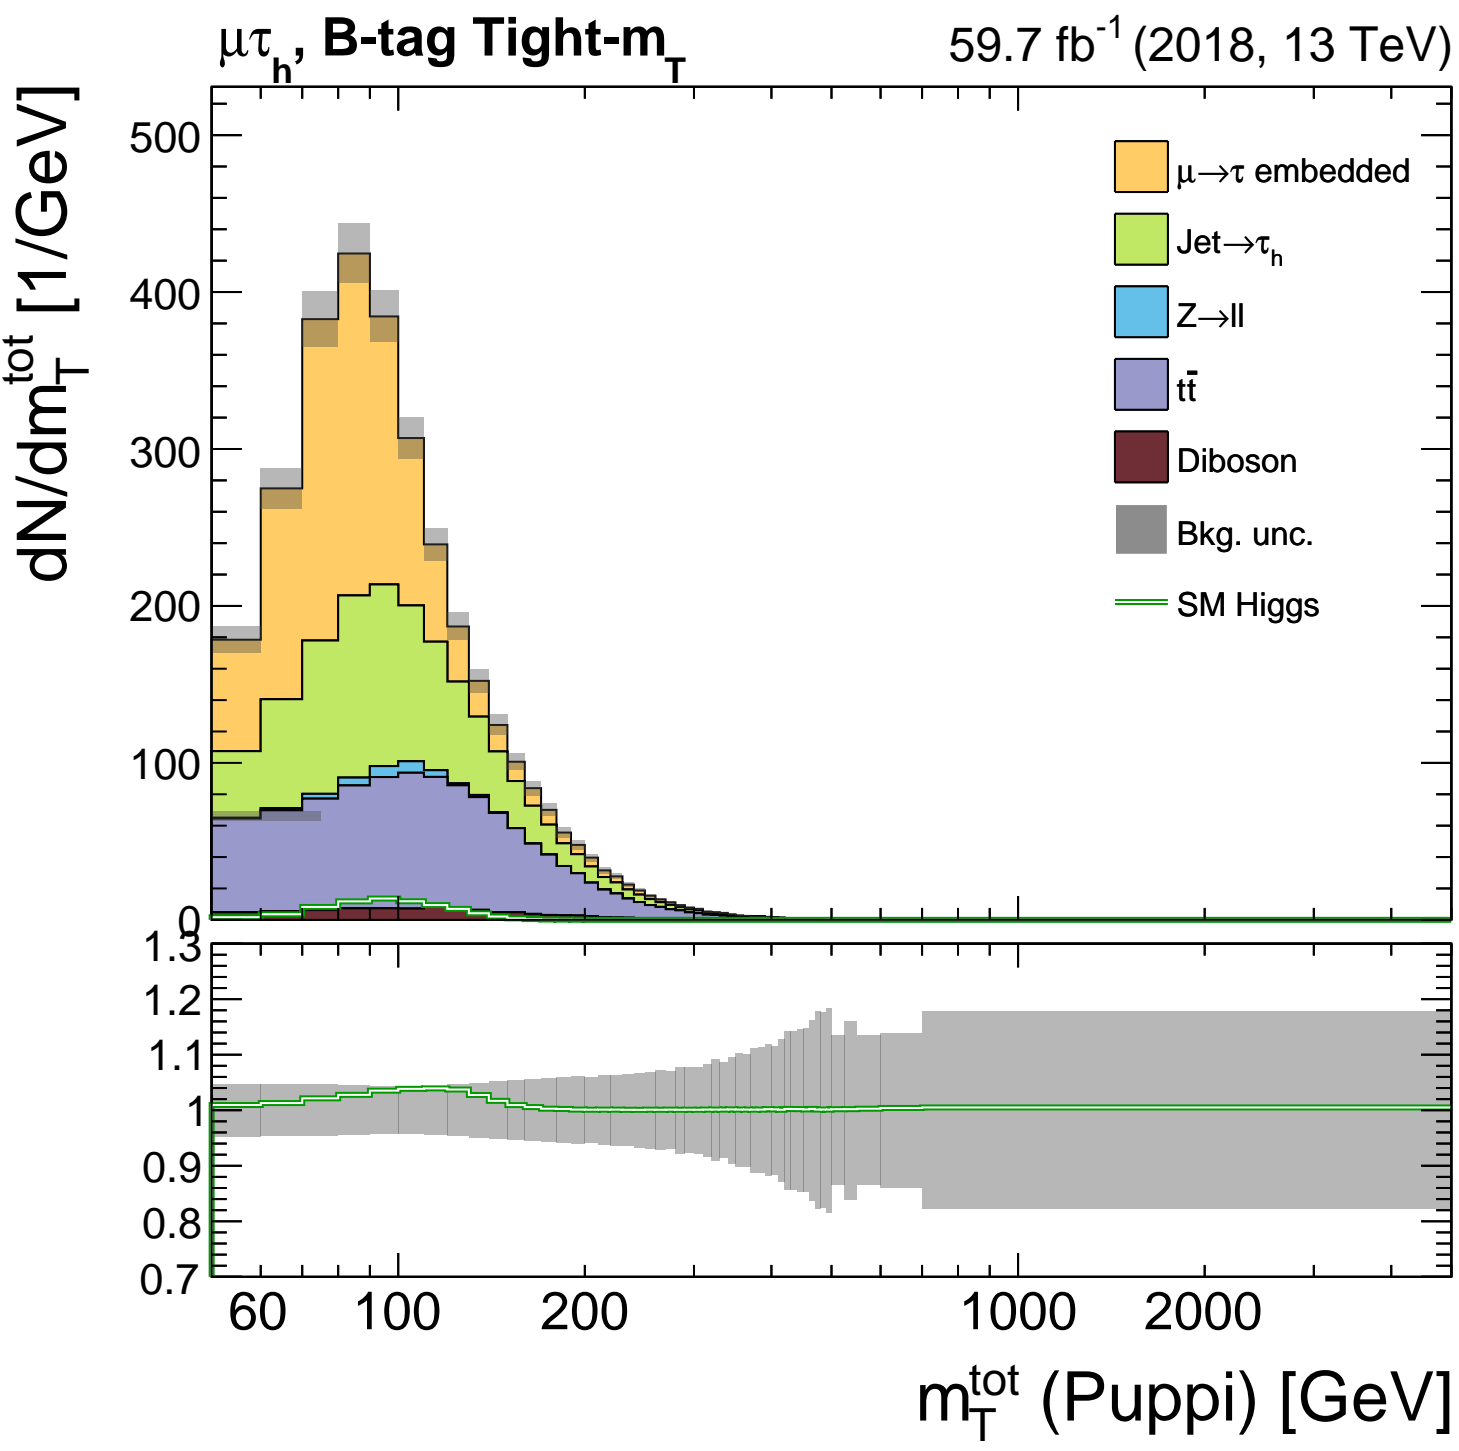 μτh, B-tag Tight-mT
59.7 fb-1 (2018, 13 TeV)
dN/dmTtot [1/GeV]
500
400
300
200
100
0
μ→τ embedded
Jet→τh
Z→ll
tt̄
Diboson
Bkg. unc.
SM Higgs
1.3
1.2
1.1
1
0.9
0.8
0.7
60 100 200 1000 2000
mTtot (Puppi) [GeV]